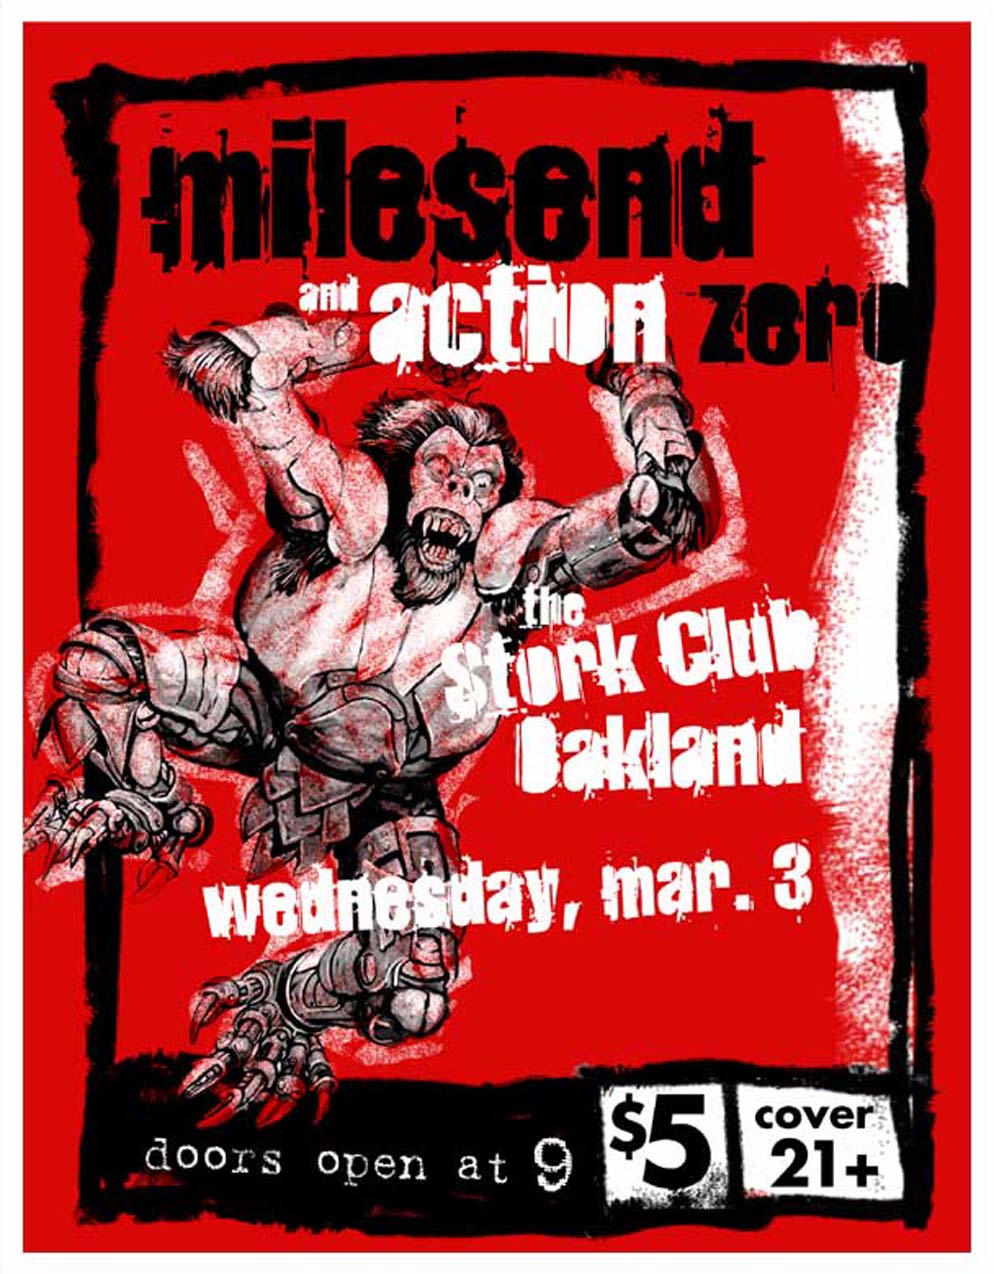 milesend
and action zero
the
Stork Club
Oakland
wednesday, mar. 3
doors open at 9
$5
cover
21+